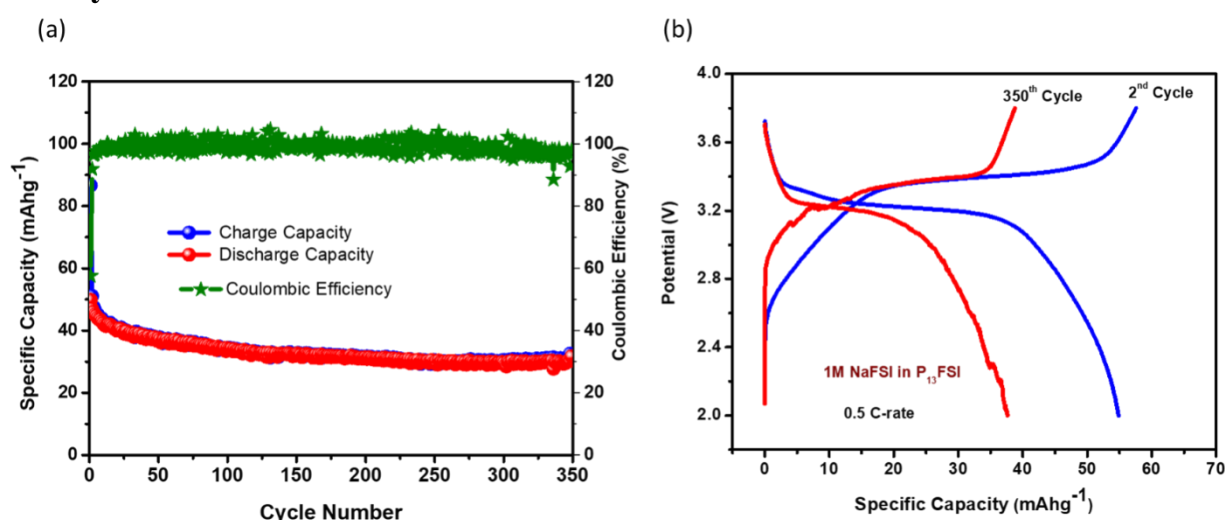 (a)
(b)
120
100
80
60
40
20
0
Specific Capacity (mAhg⁻¹)
Charge Capacity
Discharge Capacity
Coulombic Efficiency
120
100
80
60
40
20
0
Coulombic Efficiency (%)
0 50 100 150 200 250 300 350
Cycle Number
4.0
3.6
3.2
2.8
2.4
2.0
Potential (V)
350th Cycle
2nd Cycle
1M NaFSI in P₁₃FSI
0.5 C-rate
0 10 20 30 40 50 60 70
Specific Capacity (mAhg⁻¹)